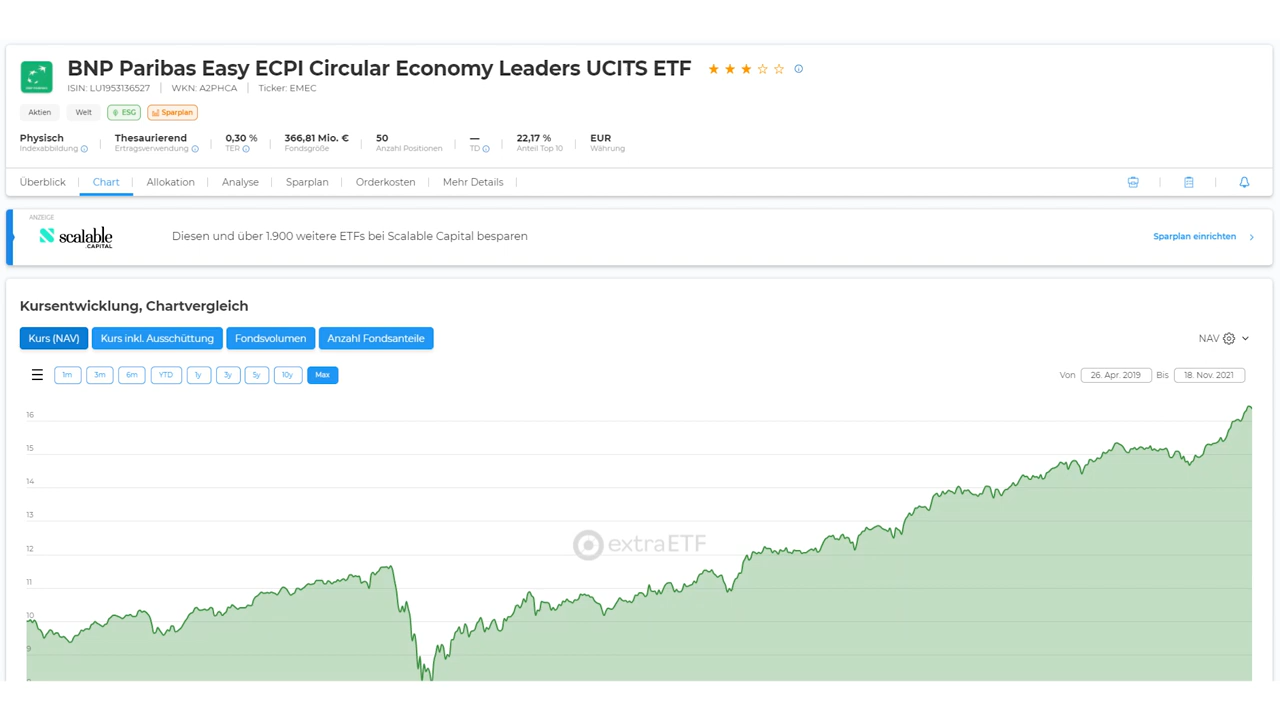 BNP Paribas Easy ECPI Circular Economy Leaders UCITS ETF
ISIN: LU1953136527 | WKN: A2PHCA | Ticker: EMEC
Aktien Welt ESG Sparplan
Physisch Thesaurierend 0,30 % 366,81 Mio. € 50 — 22,17 % EUR
Indexabbildung Ertragsverwendung TER Fondsgröße Anzahl Positionen TD Anteil Top 10 Währung
Überblick Chart Allokation Analyse Sparplan Orderkosten Mehr Details
ANZEIGE
scalable CAPITAL
Diesen und über 1.900 weitere ETFs bei Scalable Capital besparen
Sparplan einrichten
Kursentwicklung, Chartvergleich
Kurs (NAV) Kurs inkl. Ausschüttung Fondsvolumen Anzahl Fondsanteile NAV
1m 3m 6m YTD 1y 3y 5y 10y Max Von 26. Apr. 2019 Bis 18. Nov. 2021
16
15
14
13
12
extraETF
11
10
9